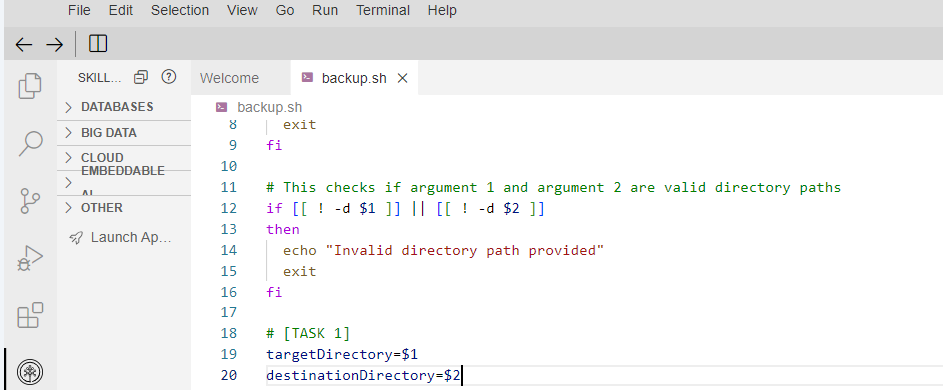 File Edit Selection View Go Run Terminal Help
SKILL...
DATABASES
BIG DATA
CLOUD
EMBEDDABLE
AI
OTHER
Launch Ap...
Welcome
backup.sh
backup.sh
8 exit
9 fi
10
11 # This checks if argument 1 and argument 2 are valid directory paths
12 if [[ ! -d $1 ]] || [[ ! -d $2 ]]
13 then
14 echo "Invalid directory path provided"
15 exit
16 fi
17
18 # [TASK 1]
19 targetDirectory=$1
20 destinationDirectory=$2